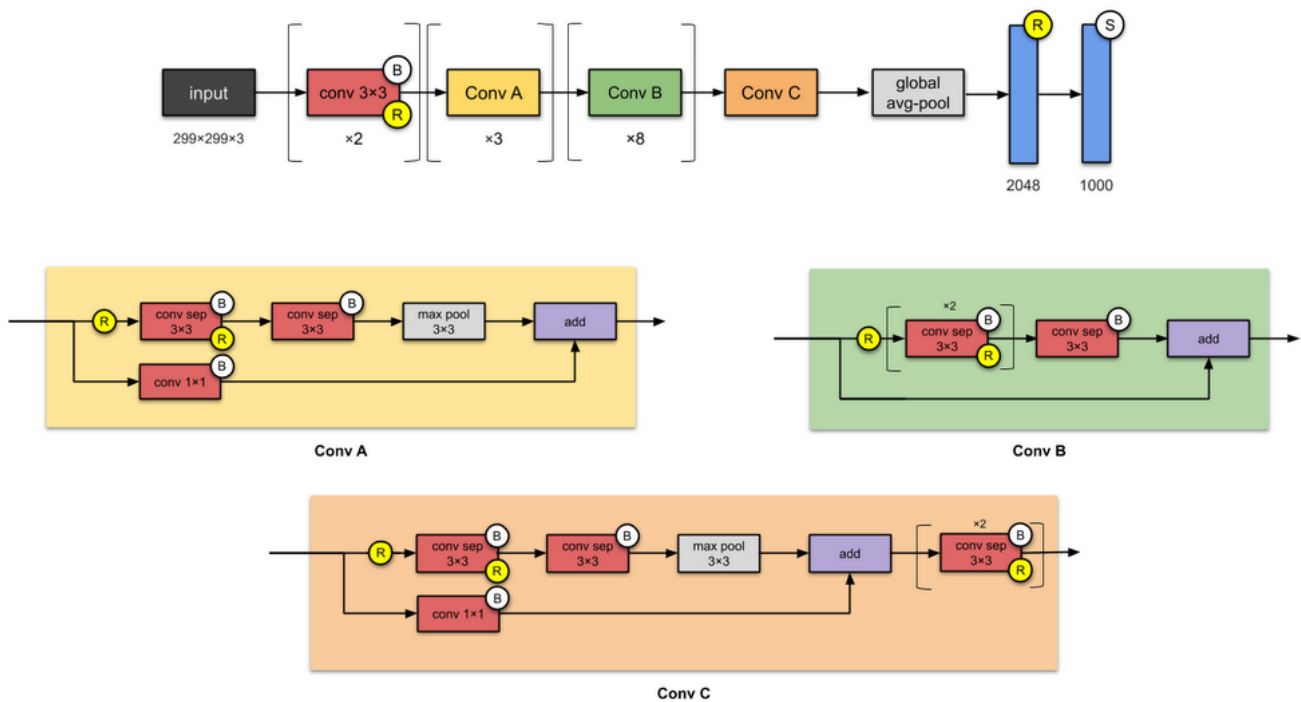 R
S
B
input
conv 3×3
R
Conv A
Conv B
Conv C
global
avg-pool
299×299×3
×2
×3
×8
2048
1000
R
conv sep
3×3
B
R
conv sep
3×3
B
max pool
3×3
add
conv 1×1
B
Conv A
×2
R
conv sep
3×3
B
R
conv sep
3×3
B
add
Conv B
R
conv sep
3×3
B
R
conv sep
3×3
B
max pool
3×3
add
×2
conv sep
3×3
B
R
conv 1×1
B
Conv C